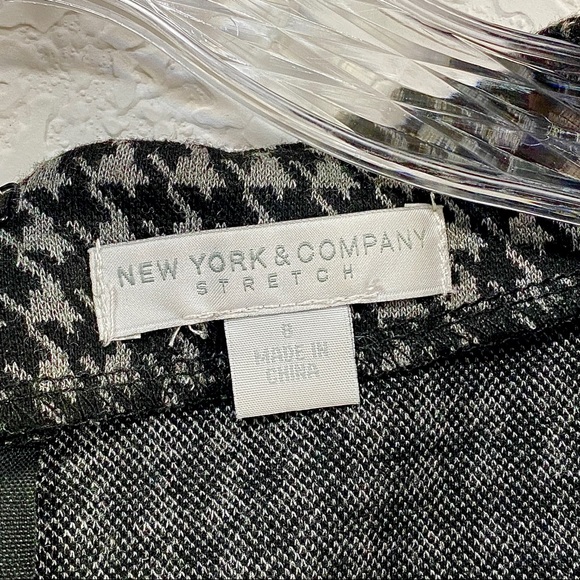 NEW YORK & COMPANY
STRETCH
8
MADE IN
CHINA